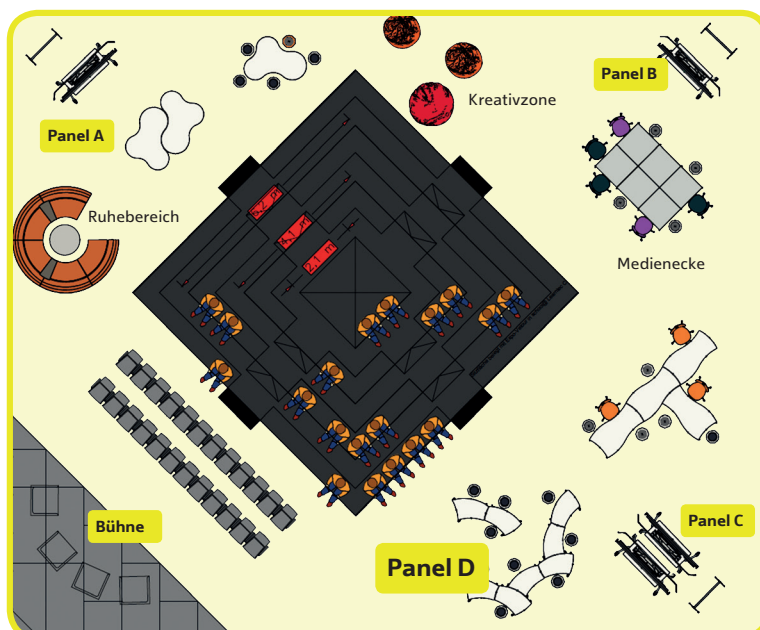 Panel B
Kreativzone
Panel A
Ruhebereich
Medienecke
Panel C
Bühne
Panel D